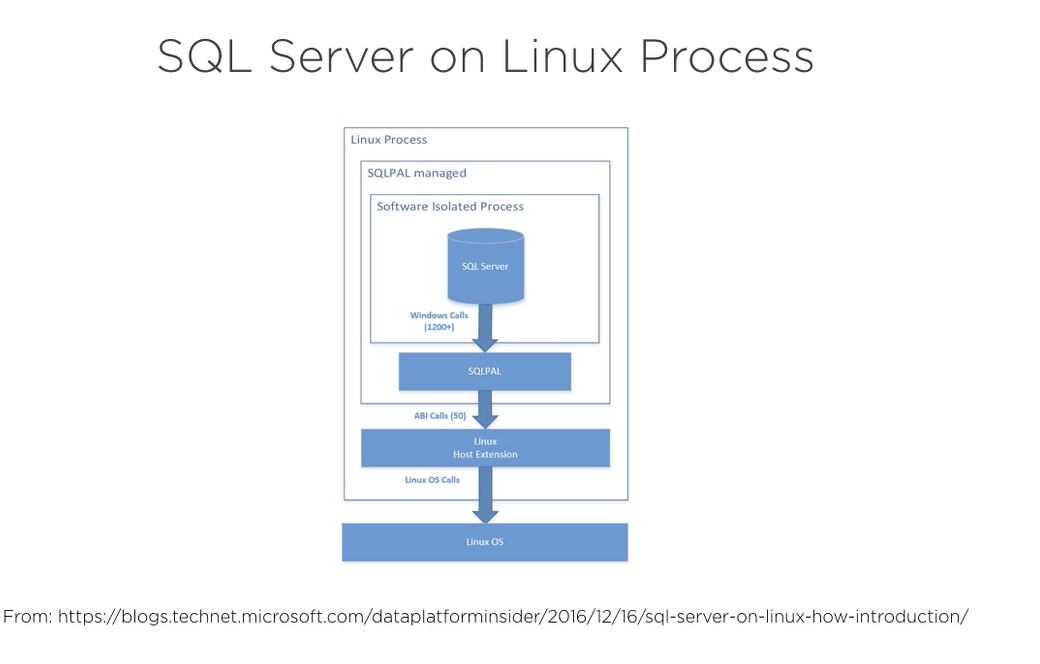 SQL Server on Linux Process
Linux Process
SQLPAL managed
Software Isolated Process
SQL Server
Windows Calls
(1200+)
SQLPAL
ABI Calls (50)
Linux
Host Extension
Linux OS Calls
Linux OS
From: https://blogs.technet.microsoft.com/dataplatforminsider/2016/12/16/sql-server-on-linux-how-introduction/